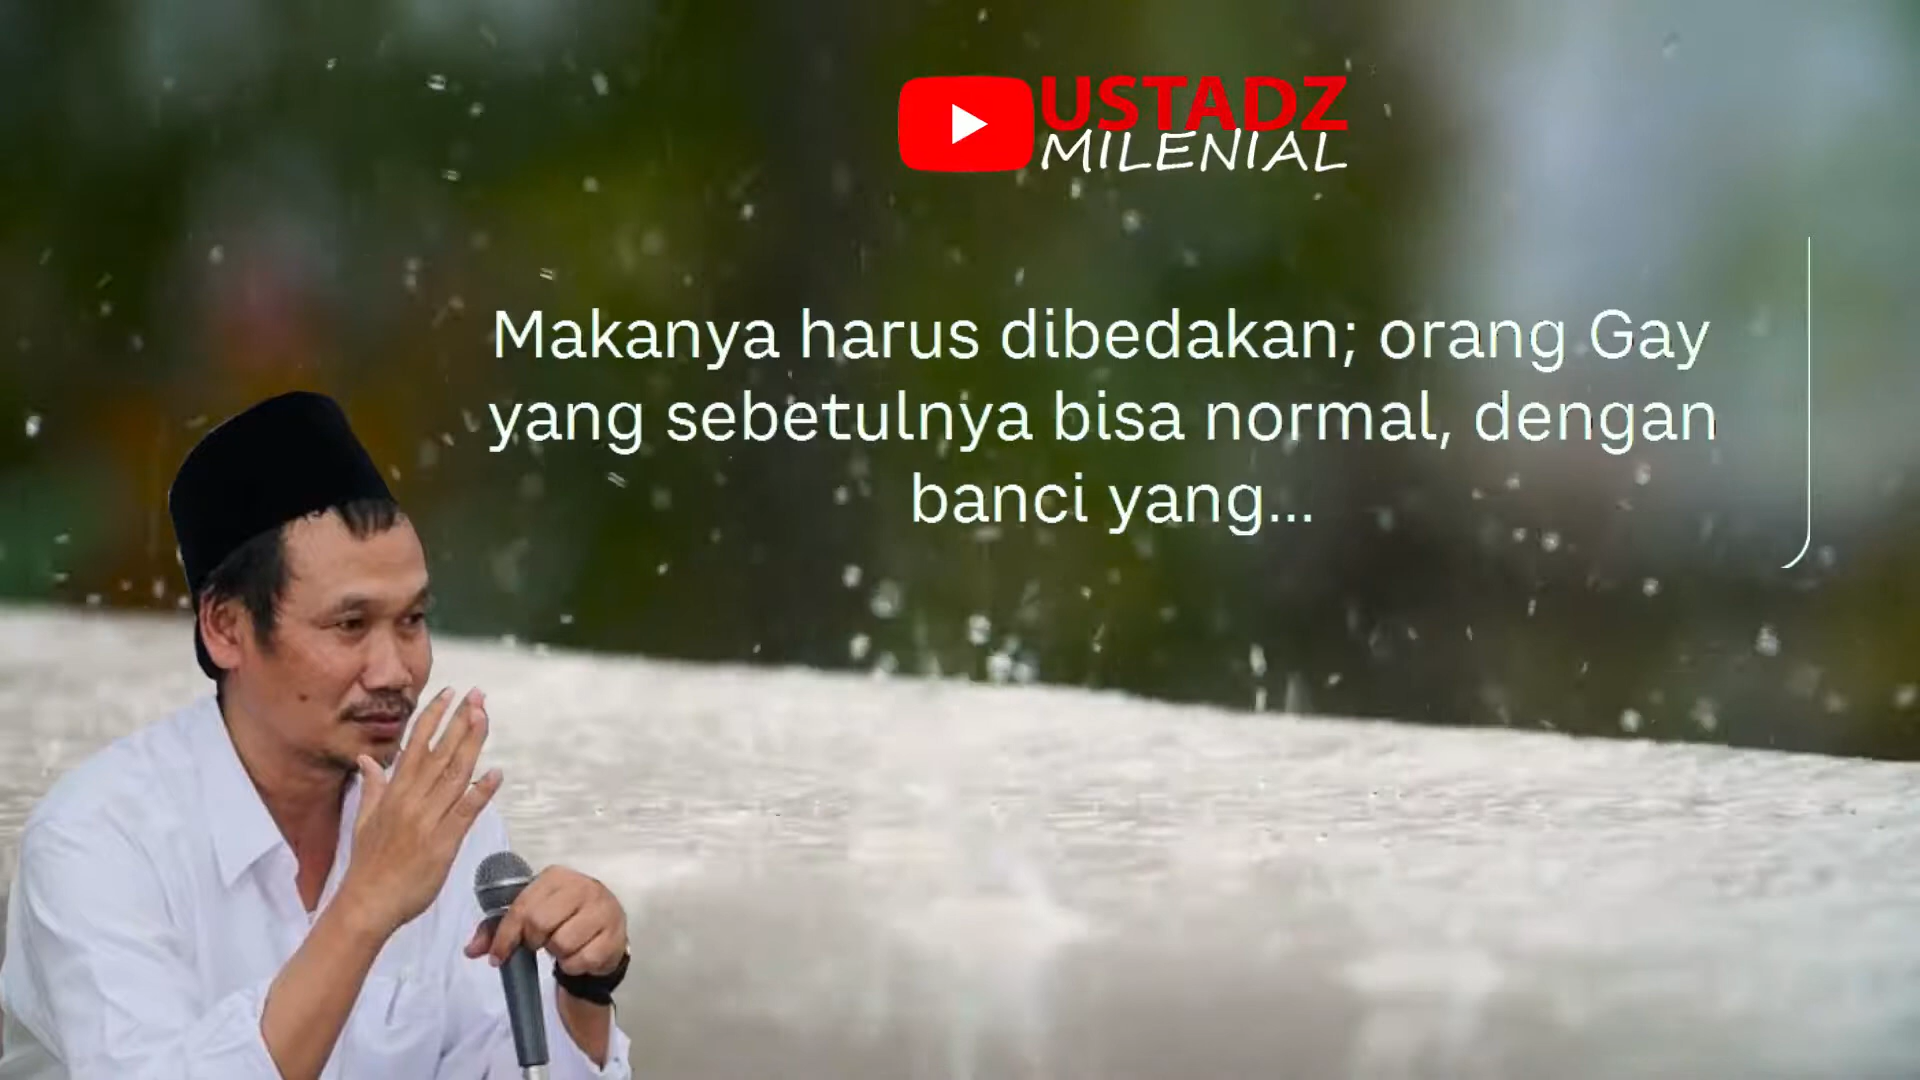 USTADZ
MILENIAL
Makanya harus dibedakan; orang Gay
yang sebetulnya bisa normal, dengan
banci yang...